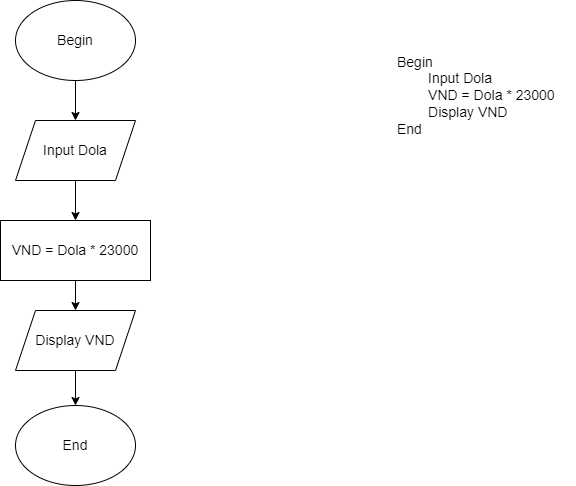 Begin
Input Dola
VND = Dola * 23000
Display VND
End
Begin
Input Dola
VND = Dola * 23000
Display VND
End